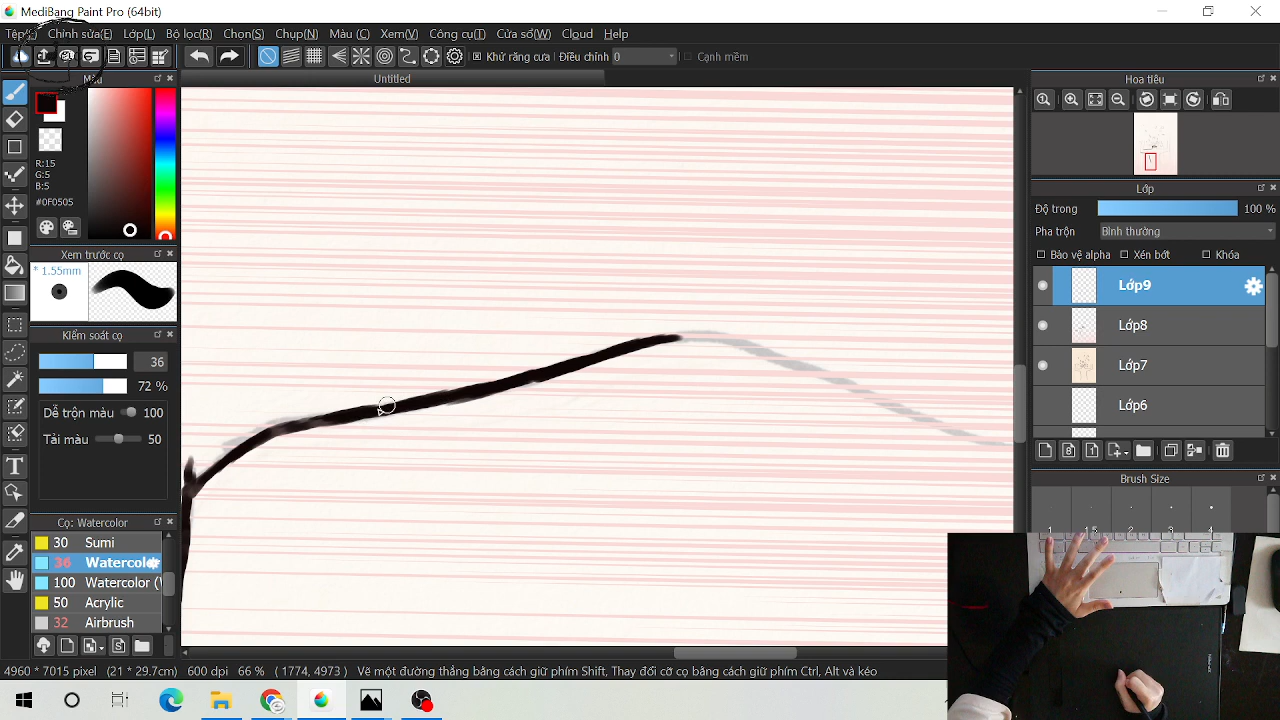 MediBang Paint Pro (64bit)
Chỉnh sửa(E) Lớp(L) Bộ lọc(R) Chọn(S) Chụp(N) Màu (C) Xem(V) Công cụ(T) Cửa sổ(W) Cloud Help
Khử răng cưa Điều chỉnh 0 Cạnh mềm
Untitled
Màu
R:15
G:5
B:5
#0F0505
Xem trước cọ
* 1.55mm
Kiểm soát cọ
36
72 %
Dễ trộn màu 100
Tải màu 50
Cọ: Watercolor
30 Sumi
36 Watercolor
100 Watercolor (
50 Acrylic
32 Airbrush
Hoa tiêu
Lớp
Độ trong 100 %
Pha trộn Bình thường
Bảo vệ alpha Xén bớt Khóa
Lớp9
Lớp8
Lớp7
Lớp6
Brush Size
1 1.5 2 3 4
4960 * 7015 pixel (21 * 29.7cm) 600 dpi 66 % ( 1774, 4973 ) Vẽ một đường thẳng bằng cách giữ phím Shift, Thay đổi cỡ cọ bằng cách giữ phím Ctrl, Alt và kéo